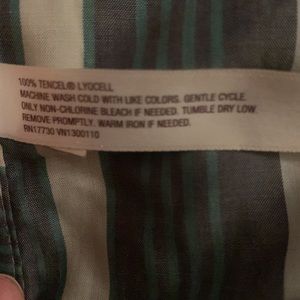 100% TENCEL® LYOCELL
MACHINE WASH COLD WITH LIKE COLORS. GENTLE CYCLE.
ONLY NON-CHLORINE BLEACH IF NEEDED. TUMBLE DRY LOW.
REMOVE PROMPTLY. WARM IRON IF NEEDED.
RN17730 VN1300110